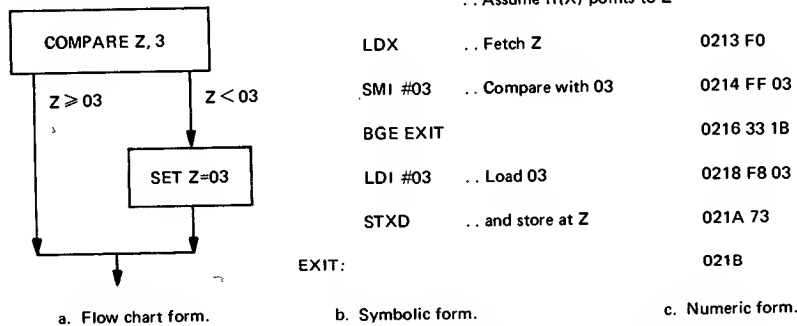 .. Assume R(X) points to Z
COMPARE Z, 3
LDX .. Fetch Z 0213 F0
Z ⩾ 03 Z < 03
SMI #03 .. Compare with 03 0214 FF 03
BGE EXIT 0216 33 1B
SET Z=03
LDI #03 .. Load 03 0218 F8 03
STXD .. and store at Z 021A 73
EXIT: 021B
a. Flow chart form. b. Symbolic form. c. Numeric form.